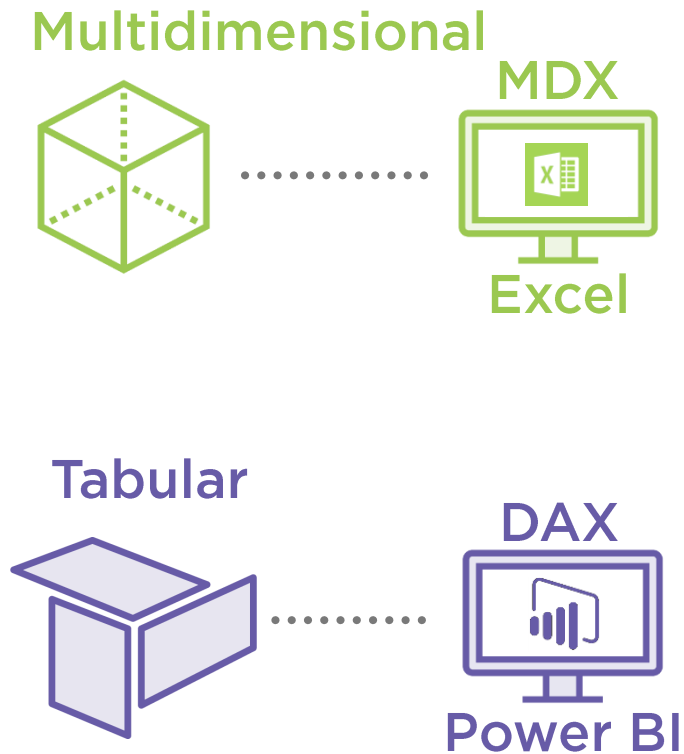 Multidimensional
MDX
X
Excel
Tabular
DAX
Power BI